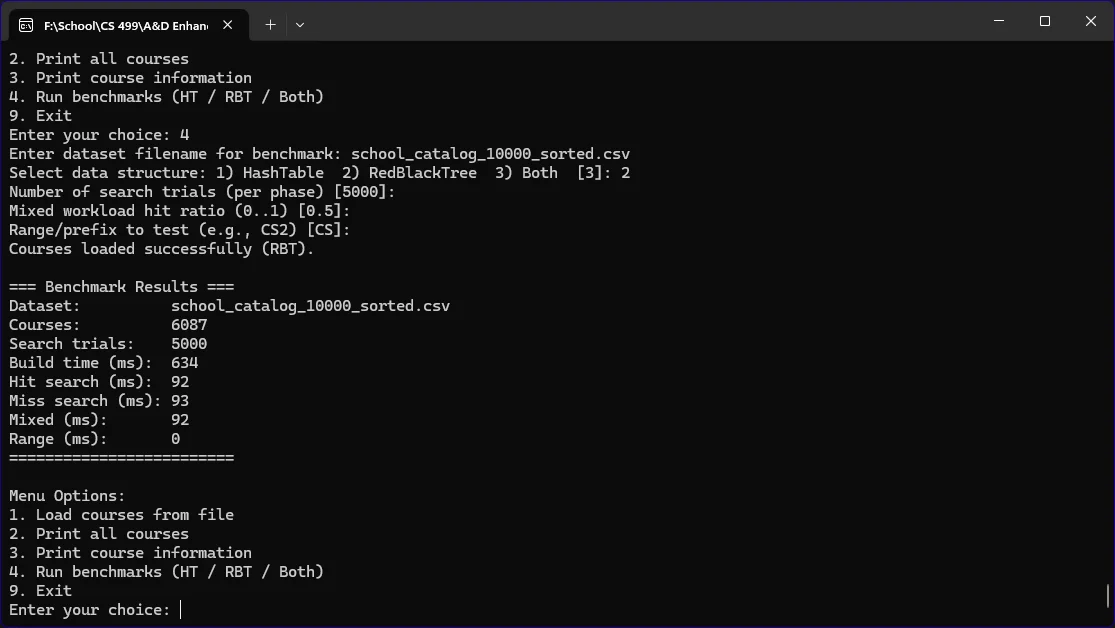 F:\School\CS 499\A&D Enhan
2. Print all courses
3. Print course information
4. Run benchmarks (HT / RBT / Both)
9. Exit
Enter your choice: 4
Enter dataset filename for benchmark: school_catalog_10000_sorted.csv
Select data structure: 1) HashTable  2) RedBlackTree  3) Both  [3]: 2
Number of search trials (per phase) [5000]:
Mixed workload hit ratio (0..1) [0.5]:
Range/prefix to test (e.g., CS2) [CS]:
Courses loaded successfully (RBT).
=== Benchmark Results ===
Dataset:          school_catalog_10000_sorted.csv
Courses:          6087
Search trials:    5000
Build time (ms):  634
Hit search (ms):  92
Miss search (ms): 93
Mixed (ms):       92
Range (ms):       0
=========================
Menu Options:
1. Load courses from file
2. Print all courses
3. Print course information
4. Run benchmarks (HT / RBT / Both)
9. Exit
Enter your choice: